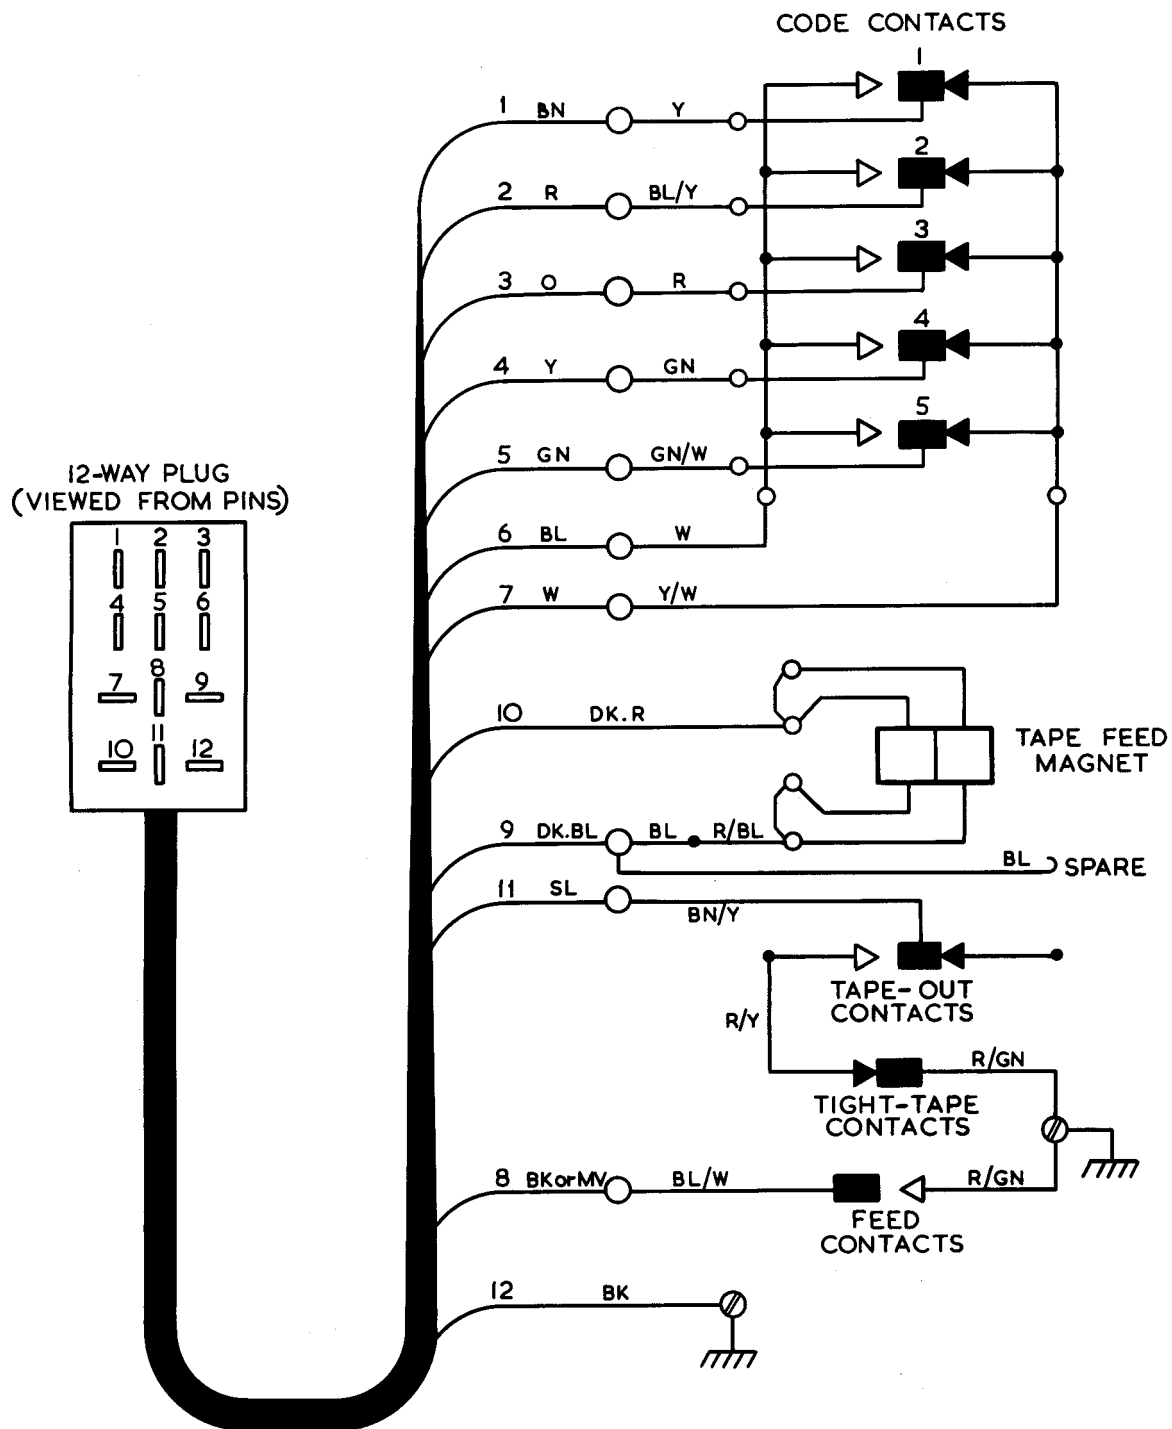 CODE CONTACTS
1
1 BN Y
2
2 R BL/Y
3
3 O R
4
4 Y GN
5
5 GN GN/W
12-WAY PLUG
(VIEWED FROM PINS)
1 2 3
4 5 6
7 8 9
10 11 12
6 BL W
7 W Y/W
10 DK.R
TAPE FEED
MAGNET
9 DK.BL BL R/BL
BL SPARE
11 SL
BN/Y
TAPE-OUT
CONTACTS
R/Y
R/GN
TIGHT-TAPE
CONTACTS
8 BKorMV BL/W R/GN
FEED
CONTACTS
12 BK